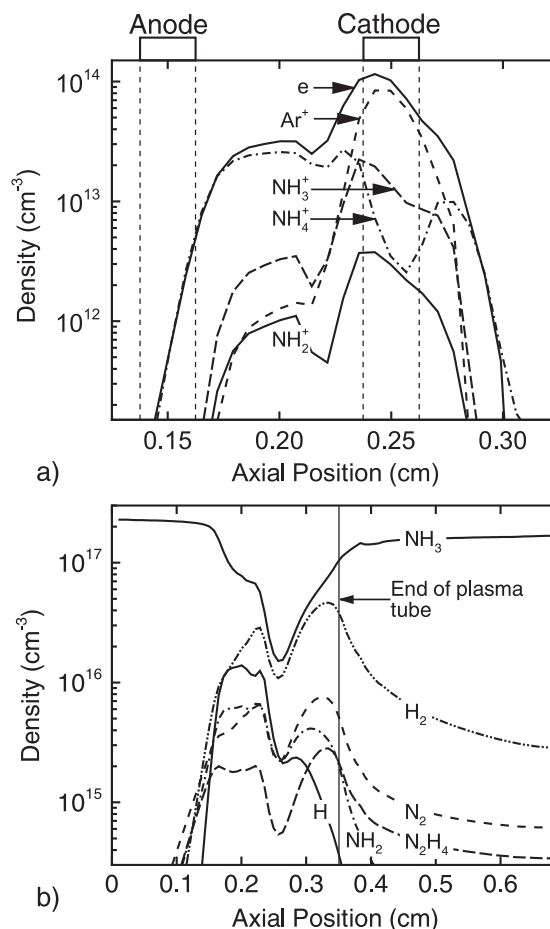 Anode Cathode
10¹⁴
10¹³
10¹²
Density (cm⁻³)
e
Ar⁺
NH₃⁺
NH₄⁺
NH₂⁺
0.15 0.20 0.25 0.30
Axial Position (cm)
a)
10¹⁷
10¹⁶
10¹⁵
Density (cm⁻³)
NH₃
End of plasma
tube
H₂
N₂
H
NH₂
N₂H₄
0 0.1 0.2 0.3 0.4 0.5 0.6
Axial Position (cm)
b)